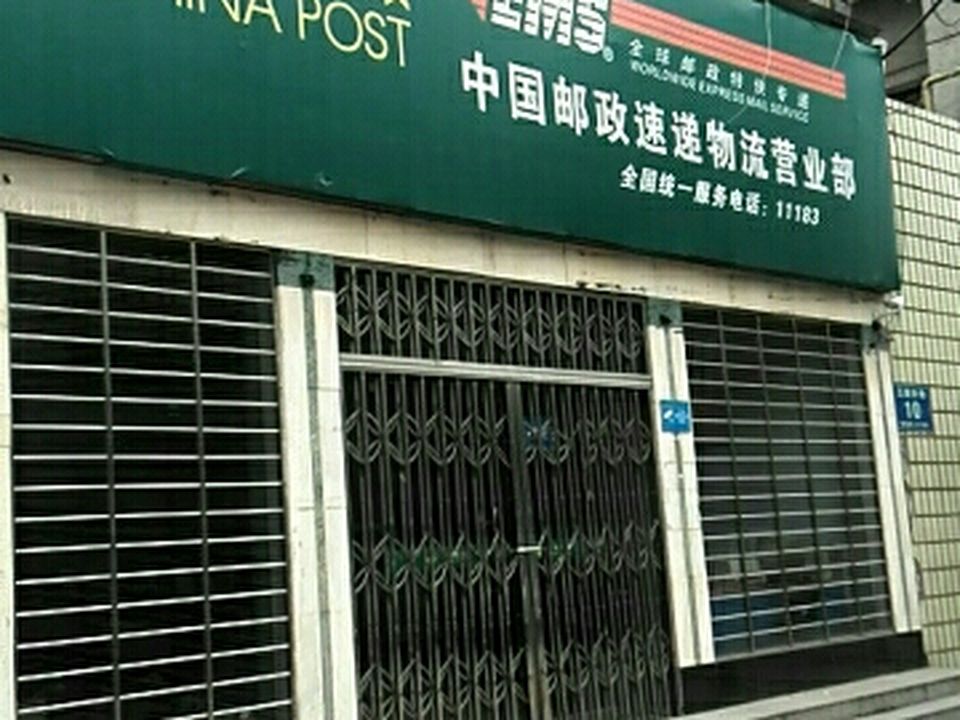 CHINA POST
EMS®
全球邮政特快专递
WORLDWIDE EXPRESS MAIL SERVICE
中国邮政速递物流营业部
全国统一服务电话：11183
10